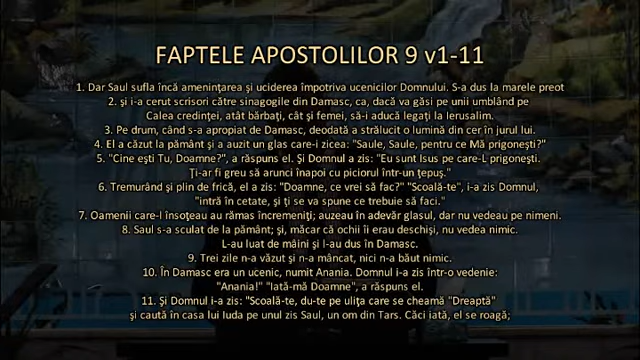 FAPTELE APOSTOLILOR 9 v1-11
1. Dar Saul sufla încă ameninţarea şi uciderea împotriva ucenicilor Domnului. S-a dus la marele preot
2. şi i-a cerut scrisori către sinagogile din Damasc, ca, dacă va găsi pe unii umblând pe
Calea credinţei, atât bărbaţi, cât şi femei, să-i aducă legaţi la Ierusalim.
3. Pe drum, când s-a apropiat de Damasc, deodată a strălucit o lumină din cer în jurul lui.
4. El a căzut la pământ şi a auzit un glas care-i zicea: "Saule, Saule, pentru ce Mă prigoneşti?"
5. "Cine eşti Tu, Doamne?", a răspuns el. Şi Domnul a zis: "Eu sunt Isus pe care-L prigoneşti.
Ţi-ar fi greu să arunci înapoi cu piciorul într-un ţepuş."
6. Tremurând şi plin de frică, el a zis: "Doamne, ce vrei să fac?" "Scoală-te", i-a zis Domnul,
"intră în cetate, şi ţi se va spune ce trebuie să faci."
7. Oamenii care-l însoţeau au rămas încremeniţi; auzeau în adevăr glasul, dar nu vedeau pe nimeni.
8. Saul s-a sculat de la pământ; şi, măcar că ochii îi erau deschişi, nu vedea nimic.
L-au luat de mâini şi l-au dus în Damasc.
9. Trei zile n-a văzut şi n-a mâncat, nici n-a băut nimic.
10. În Damasc era un ucenic, numit Anania. Domnul i-a zis într-o vedenie:
"Anania!" "Iată-mă Doamne", a răspuns el.
11. Şi Domnul i-a zis: "Scoală-te, du-te pe uliţa care se cheamă "Dreaptă"
şi caută în casa lui Iuda pe unul zis Saul, un om din Tars. Căci iată, el se roagă;